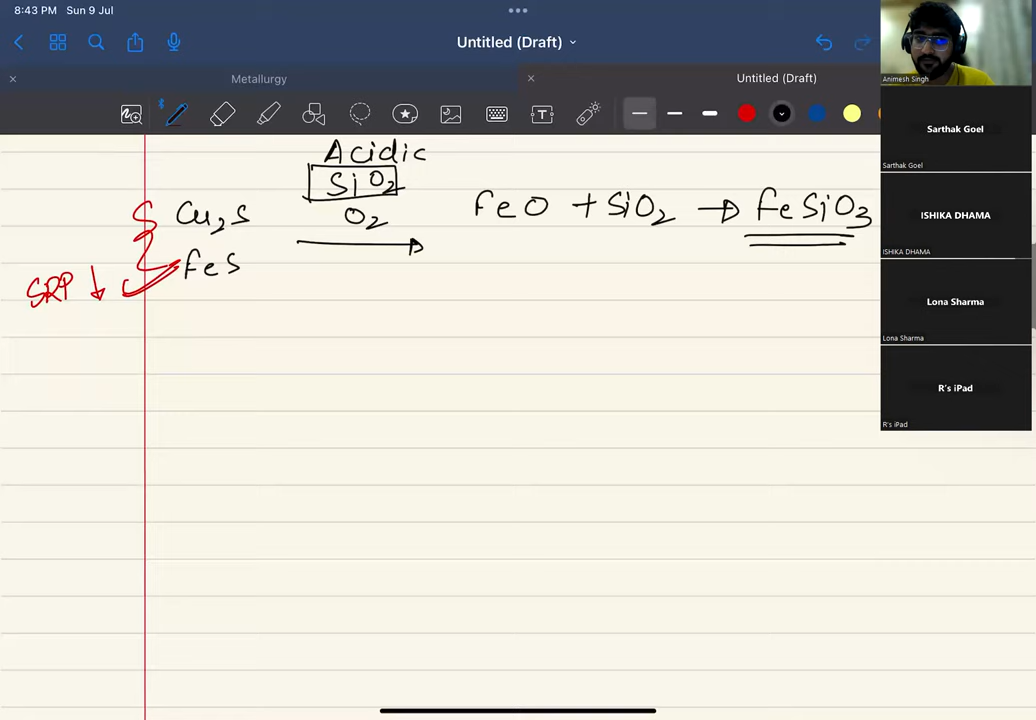 8:43 PM Sun 9 Jul
Untitled (Draft)
Metallurgy
Untitled (Draft)
Animesh Singh
Sarthak Goel
Sarthak Goel
ISHIKA DHAMA
ISHIKA DHAMA
Lona Sharma
Lona Sharma
R's iPad
R's iPad
Acidic
SiO₂
O₂
Cu₂S
FeO + SiO₂ → FeSiO₃
FeS
SRP ↓